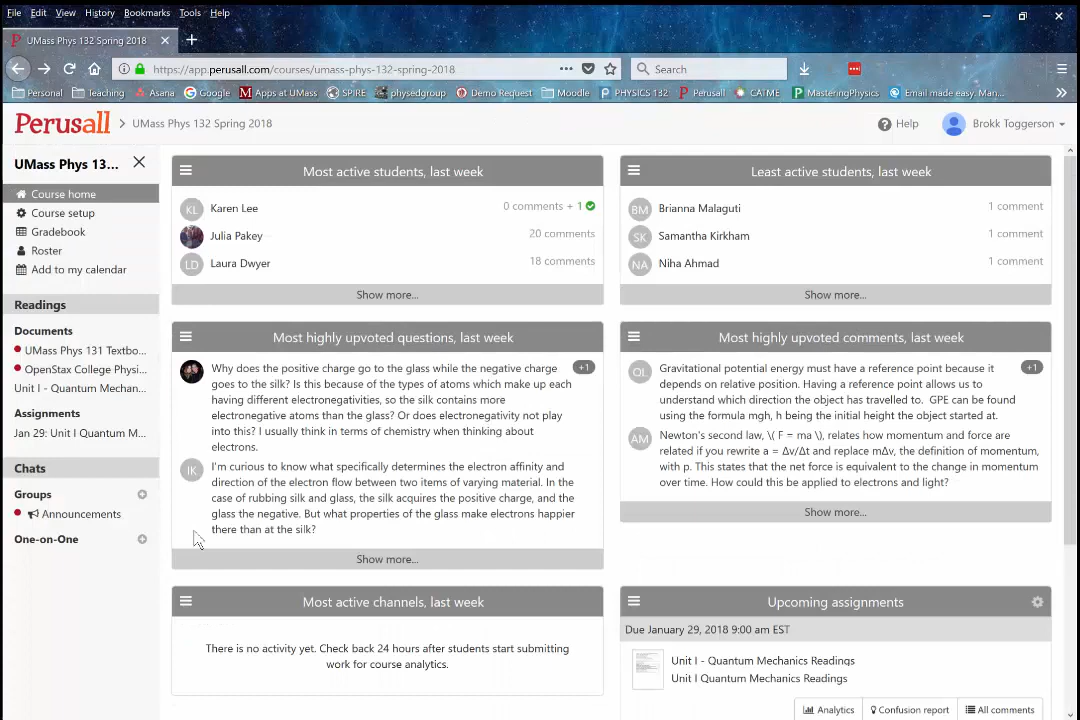 File Edit View History Bookmarks Tools Help
UMass Phys 132 Spring 2018
https://app.perusall.com/courses/umass-phys-132-spring-2018
Search
Personal Teaching Asana Google Apps at UMass SPIRE physedgroup Demo Request Moodle PHYSICS 132 Perusall CATME MasteringPhysics Email made easy. Man...
Perusall UMass Phys 132 Spring 2018
Help Brokk Toggerson
UMass Phys 13...
Course home
Course setup
Gradebook
Roster
Add to my calendar
Readings
Documents
UMass Phys 131 Textbo...
OpenStax College Physi...
Unit I - Quantum Mechan...
Assignments
Jan 29: Unit I Quantum M...
Chats
Groups
Announcements
One-on-One
Most active students, last week
KL Karen Lee 0 comments + 1
Julia Pakey 20 comments
LD Laura Dwyer 18 comments
Show more...
Least active students, last week
BM Brianna Malaguti 1 comment
SK Samantha Kirkham 1 comment
NA Niha Ahmad 1 comment
Show more...
Most highly upvoted questions, last week
Why does the positive charge go to the glass while the negative charge +1
goes to the silk? Is this because of the types of atoms which make up each
having different electronegativities, so the silk contains more
electronegative atoms than the glass? Or does electronegativity not play
into this? I usually think in terms of chemistry when thinking about
electrons.
IK I'm curious to know what specifically determines the electron affinity and
direction of the electron flow between two items of varying material. In the
case of rubbing silk and glass, the silk acquires the positive charge, and the
glass the negative. But what properties of the glass make electrons happier
there than at the silk?
Show more...
Most highly upvoted comments, last week
QL Gravitational potential energy must have a reference point because it +1
depends on relative position. Having a reference point allows us to
understand which direction the object has travelled to. GPE can be found
using the formula mgh, h being the initial height the object started at.
AM Newton's second law, \( F = ma \), relates how momentum and force are
related if you rewrite a = Δv/Δt and replace mΔv, the definition of momentum,
with p. This states that the net force is equivalent to the change in momentum
over time. How could this be applied to electrons and light?
Show more...
Most active channels, last week
There is no activity yet. Check back 24 hours after students start submitting
work for course analytics.
Upcoming assignments
Due January 29, 2018 9:00 am EST
Unit I - Quantum Mechanics Readings
Unit I Quantum Mechanics Readings
Analytics Confusion report All comments